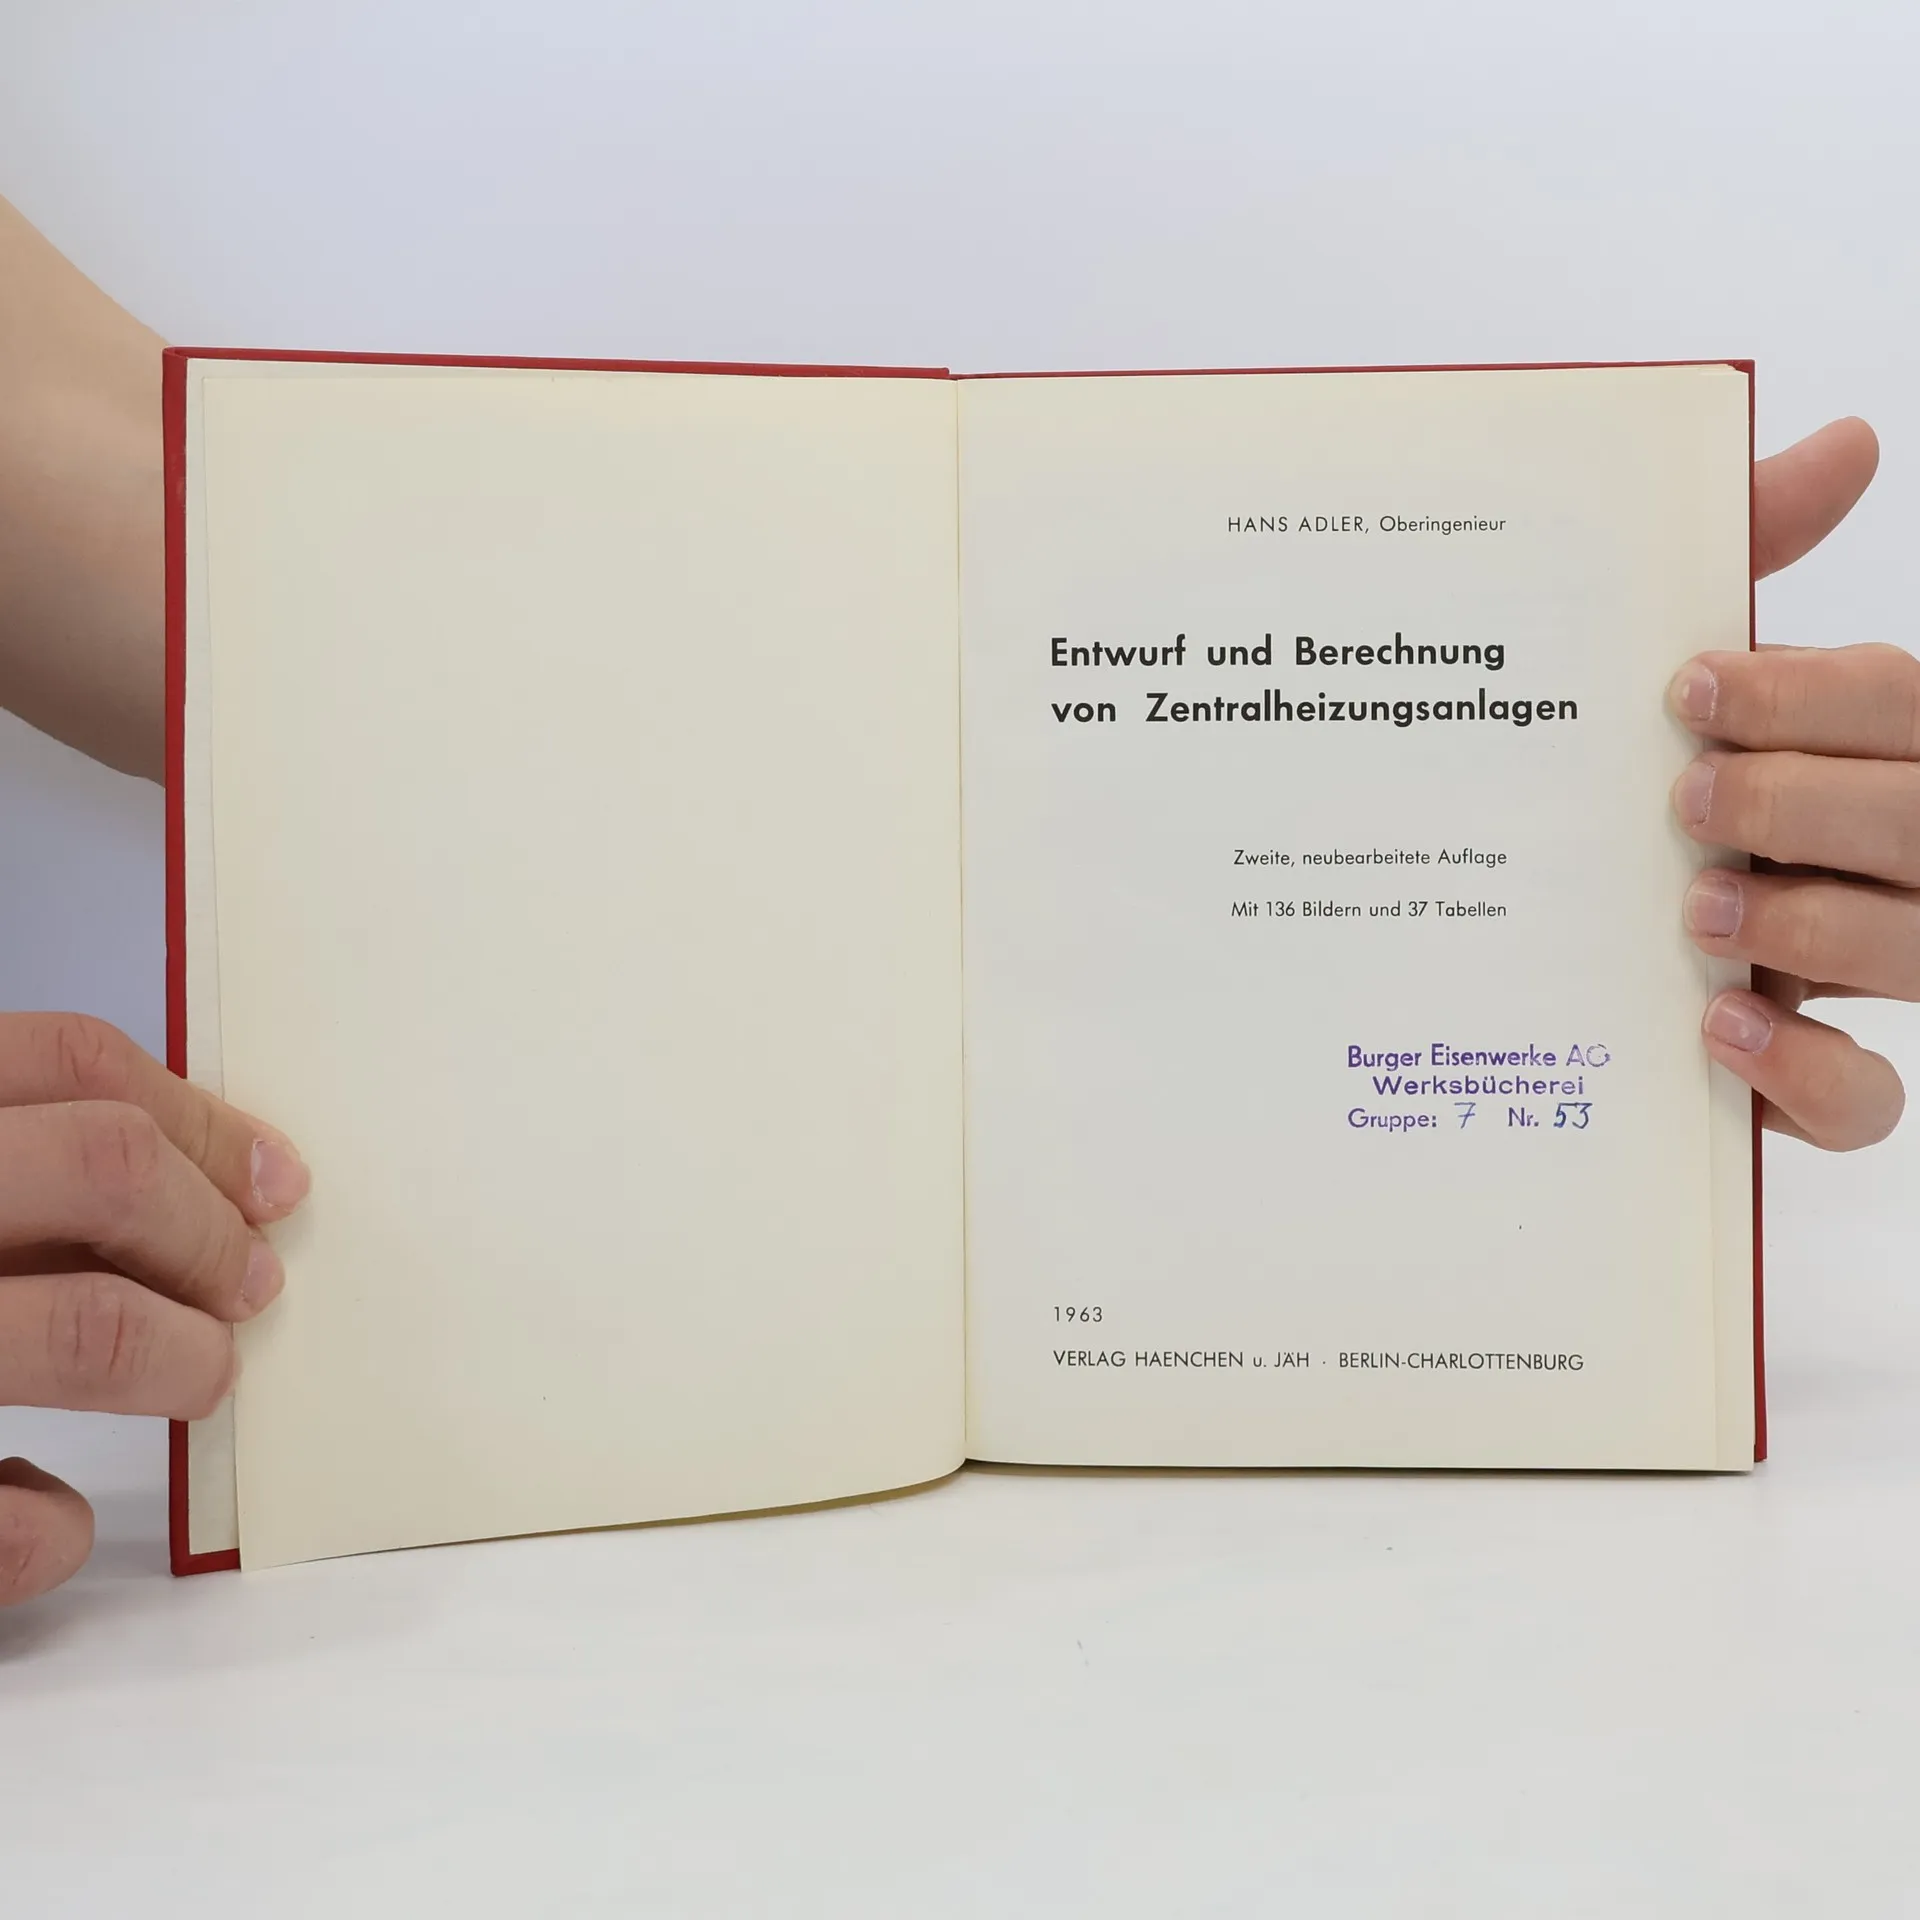 HANS ADLER, Oberingenieur
Entwurf und Berechnung
von Zentralheizungsanlagen
Zweite, neubearbeitete Auflage
Mit 136 Bildern und 37 Tabellen
Burger Eisenwerke AG
Werksbücherei
Gruppe: 7 Nr. 53
1963
VERLAG HAENCHEN u. JÄH · BERLIN-CHARLOTTENBURG